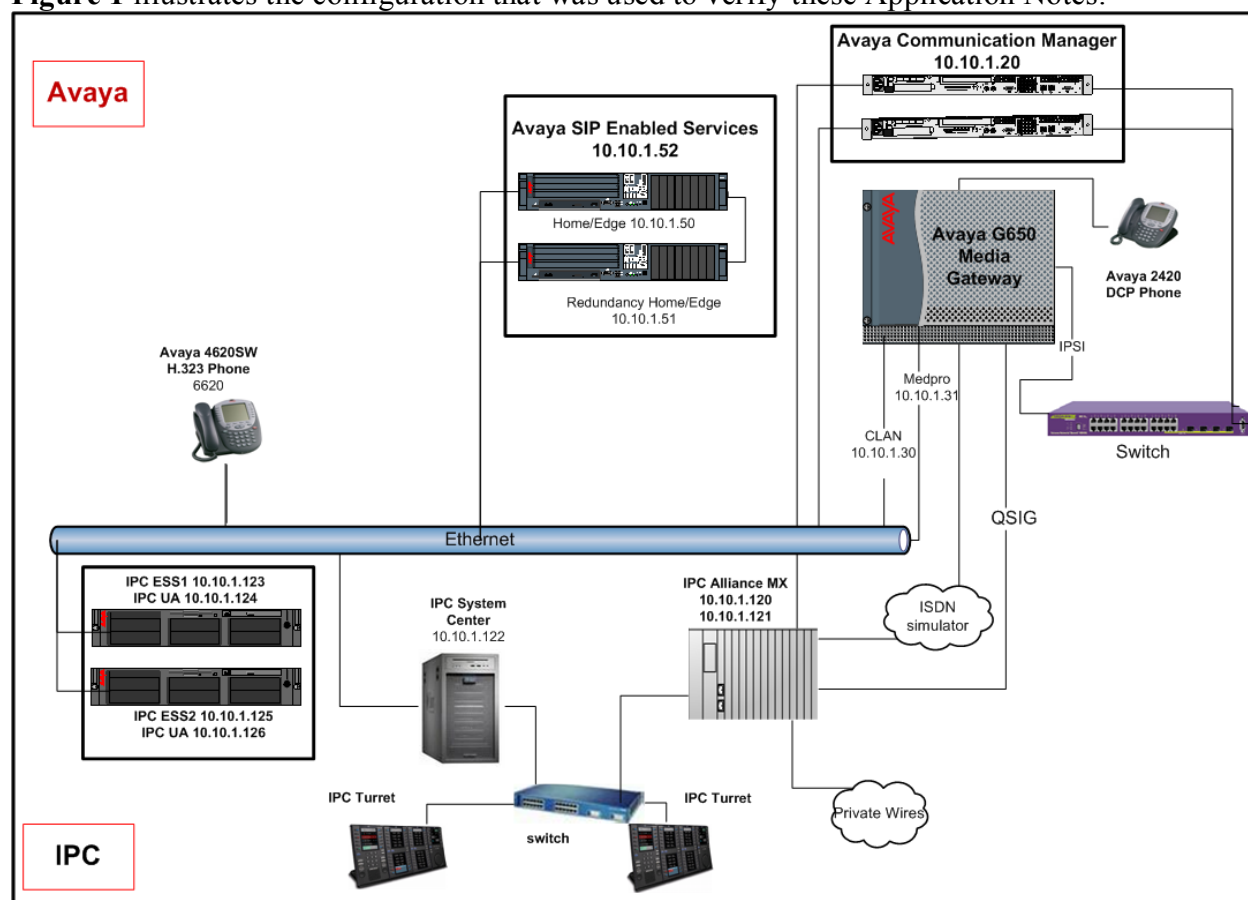 Figure 1 illustrates the configuration that was used to verify these Application Notes.
Avaya
Avaya Communication Manager
10.10.1.20
Avaya SIP Enabled Services
10.10.1.52
Home/Edge 10.10.1.50
Redundancy Home/Edge
10.10.1.51
AVAYA
Avaya G650
Media
Gateway
Avaya 2420
DCP Phone
IPSI
Avaya 4620SW
H.323 Phone
6620
Medpro
10.10.1.31
CLAN
10.10.1.30
Switch
QSIG
Ethernet
IPC ESS1 10.10.1.123
IPC UA 10.10.1.124
IPC ESS2 10.10.1.125
IPC UA 10.10.1.126
IPC System
Center
10.10.1.122
IPC Alliance MX
10.10.1.120
10.10.1.121
ISDN
simulator
IPC Turret
IPC Turret
switch
Private Wires
IPC